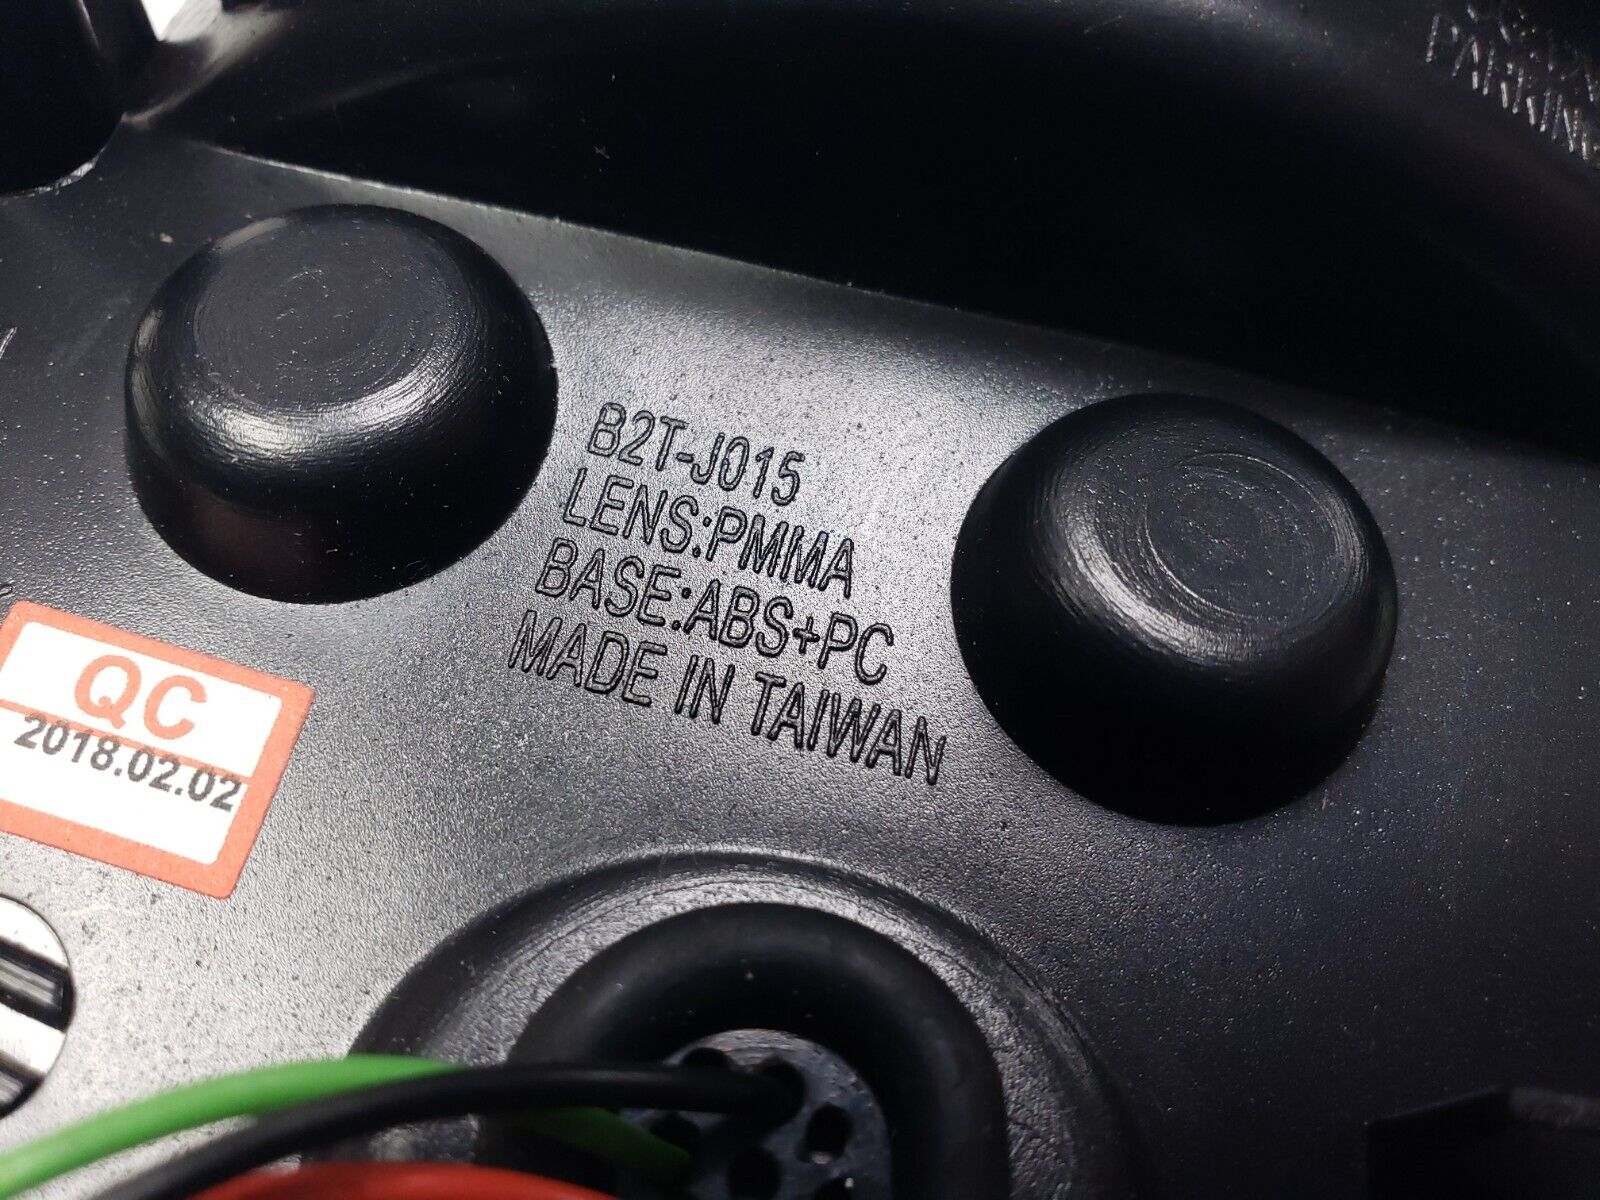 B2T-J015
LENS:PMMA
BASE:ABS+PC
MADE IN TAIWAN
QC
2018.02.02